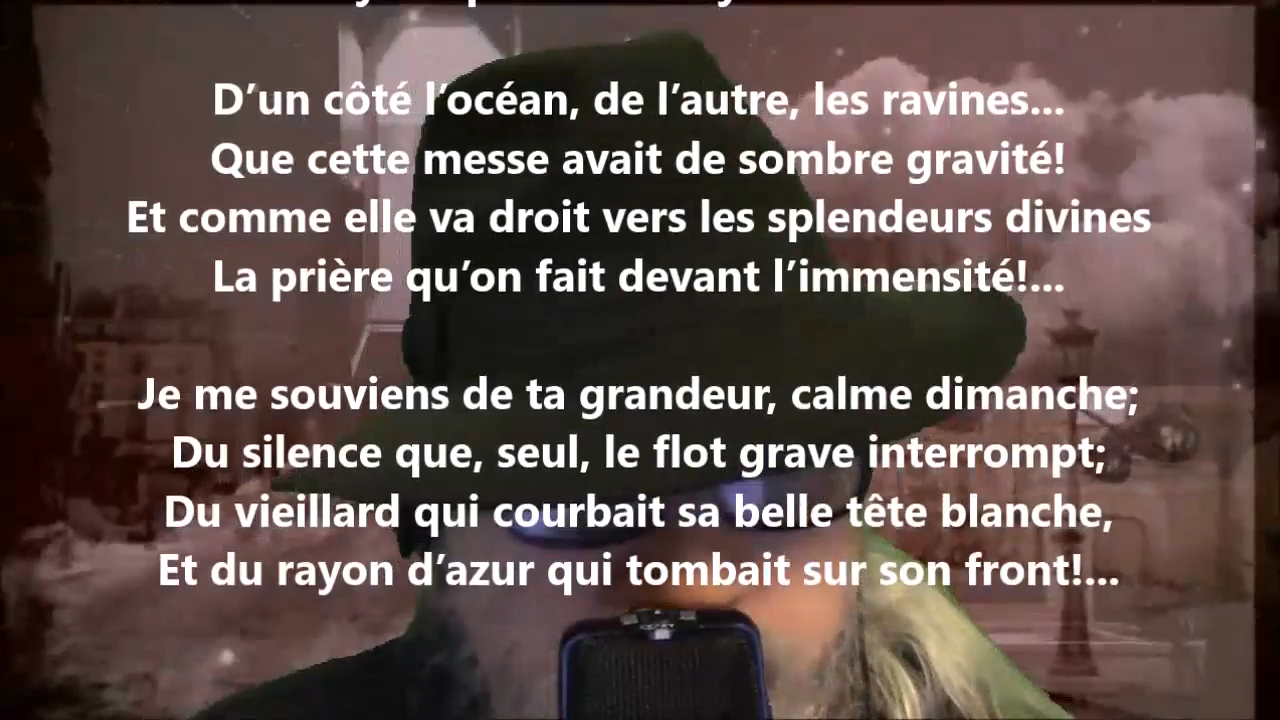 D’un côté l’océan, de l’autre, les ravines...
Que cette messe avait de sombre gravité!
Et comme elle va droit vers les splendeurs divines
La prière qu’on fait devant l’immensité!...
Je me souviens de ta grandeur, calme dimanche;
Du silence que, seul, le flot grave interrompt;
Du vieillard qui courbait sa belle tête blanche,
Et du rayon d’azur qui tombait sur son front!...